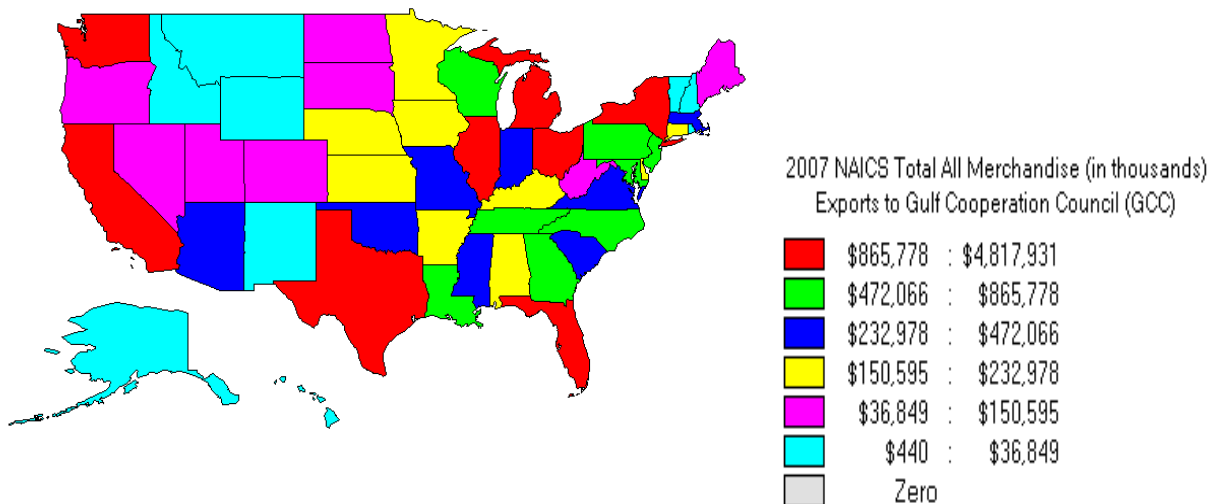 2007 NAICS Total All Merchandise (in thousands)
Exports to Gulf Cooperation Council (GCC)
$865,778 : $4,817,931
$472,066 : $865,778
$232,978 : $472,066
$150,595 : $232,978
$36,849 : $150,595
$440 : $36,849
Zero